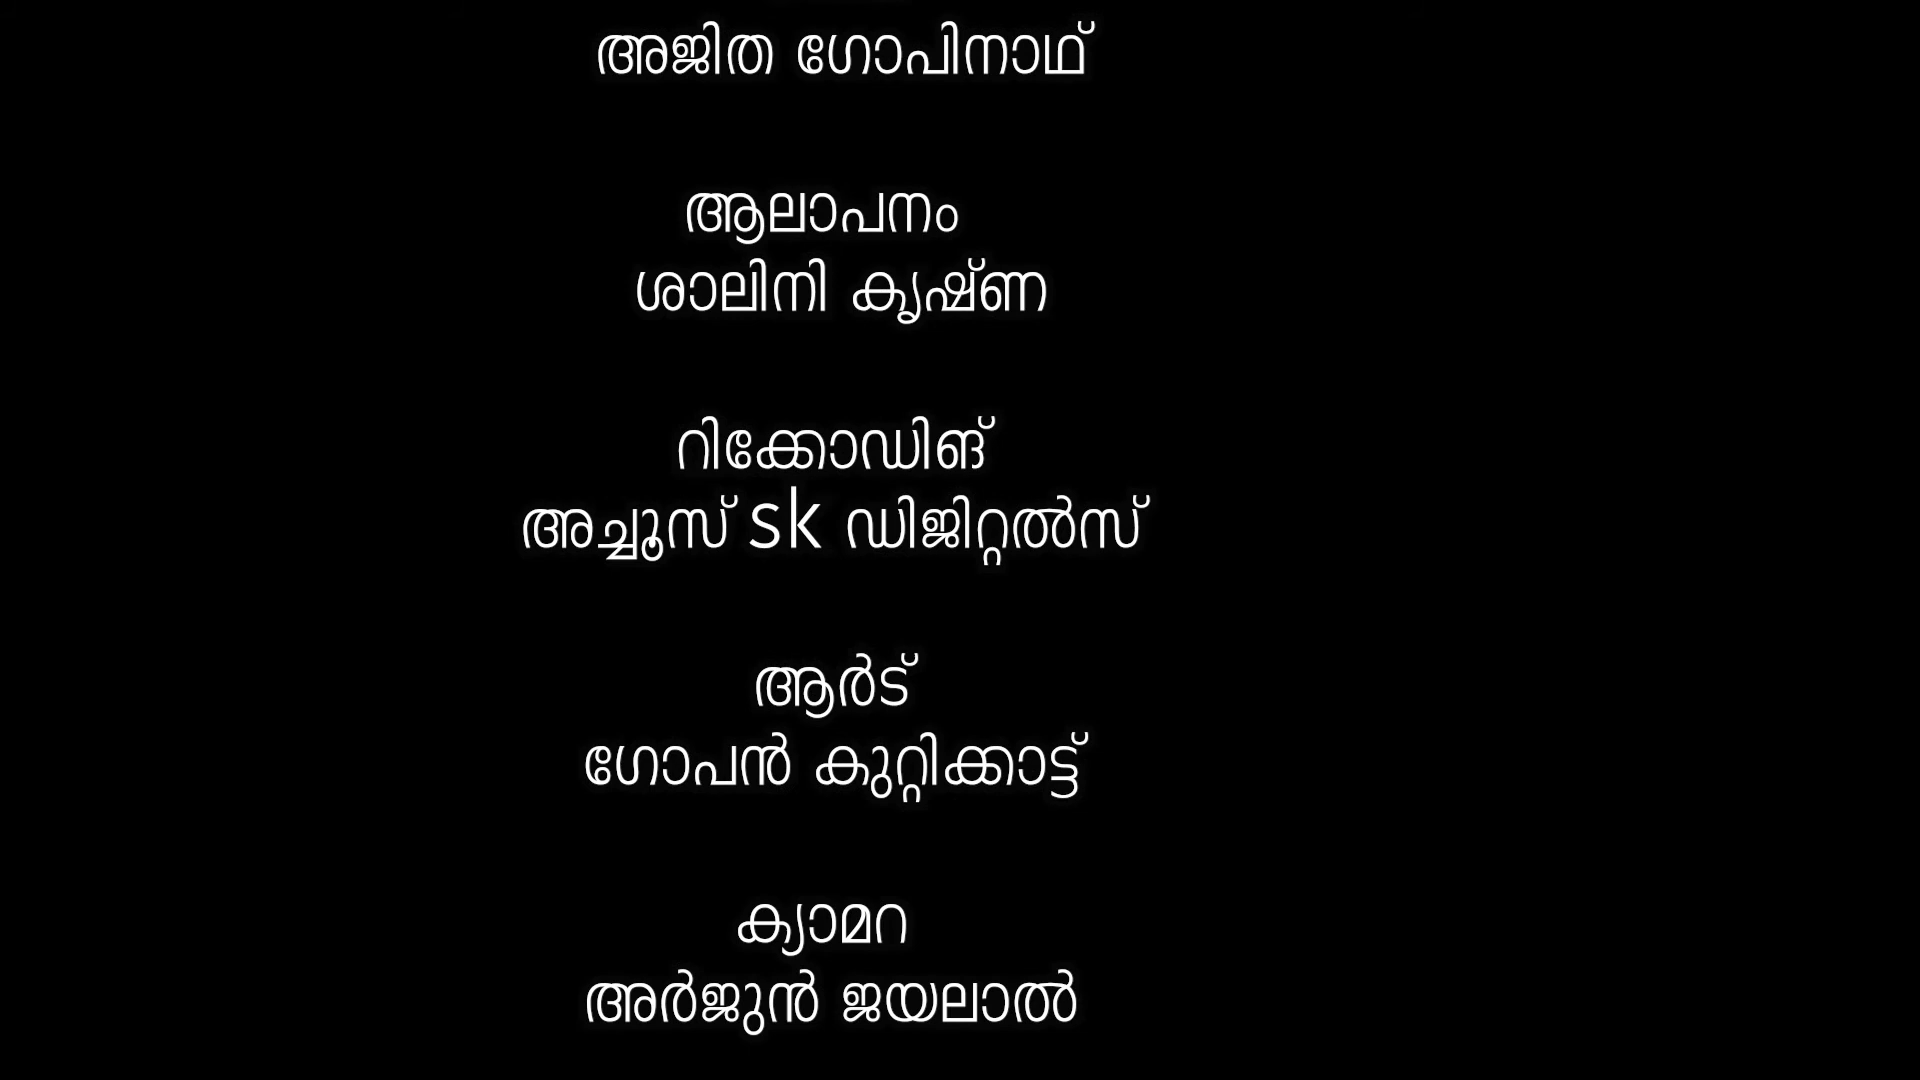 അജിത ഗോപിനാഥ്
ആലാപനം
ശാലിനി കൃഷ്ണ
റിക്കോഡിങ്
അച്ചൂസ് sk ഡിജിറ്റൽസ്
ആർട്
ഗോപൻ കുറ്റിക്കാട്ട്
ക്യാമറ
അർജുൻ ജയലാൽ